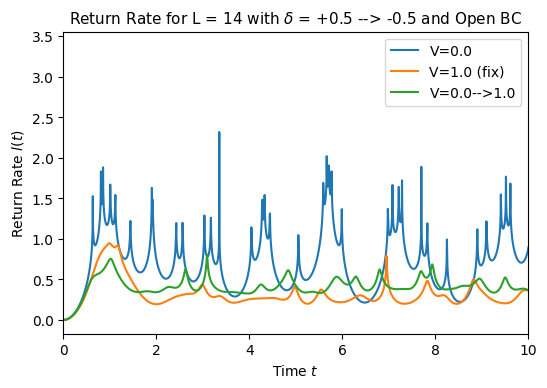 Return Rate for L = 14 with δ = +0.5 --> -0.5 and Open BC
3.5
3.0
2.5
2.0
1.5
1.0
0.5
0.0
Return Rate I(t)
V=0.0
V=1.0 (fix)
V=0.0-->1.0
0 2 4 6 8 10
Time t